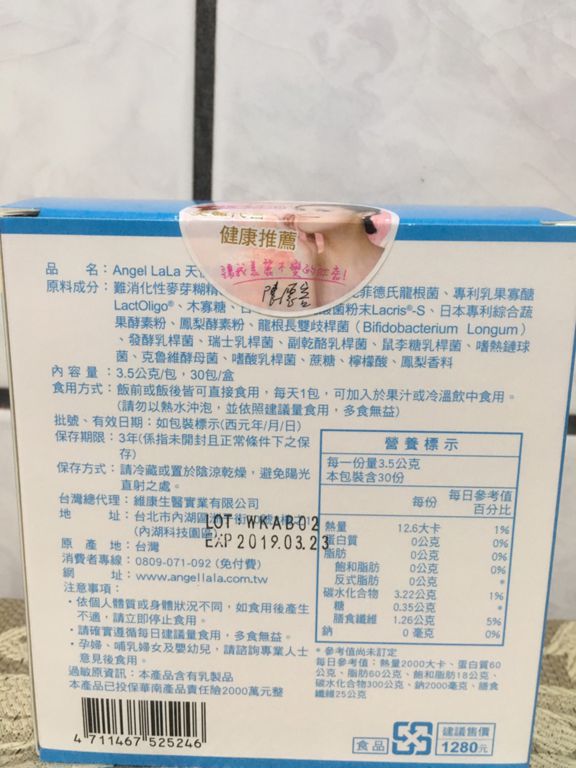 健康推薦
品 名：Angel LaLa 天
原料成分：難消化性麥芽糊精 菲德氏龍根菌、專利乳果寡醣
LactOligo®、木寡糖、日 菌粉末Lacris®-S、日本專利綜合蔬
果酵素粉、鳳梨酵素粉、龍根長雙歧桿菌（Bifidobacterium Longum）
、發酵乳桿菌、瑞士乳桿菌、副乾酪乳桿菌、鼠李糖乳桿菌、嗜熱鏈球
菌、克魯維酵母菌、嗜酸乳桿菌、蔗糖、檸檬酸、鳳梨香料
內 容 量：3.5公克/包，30包/盒
食用方式：飯前或飯後皆可直接食用，每天1包，可加入於果汁或冷溫飲中食用。
（請勿以熱水沖泡，並依照建議量食用，多食無益）
批號、有效日期：如包裝標示(西元年/月/日)
保存期限：3年(係指未開封且正常條件下之保
存)
保存方式：請冷藏或置於陰涼乾燥，避免陽光
直射之處。
台灣總代理：維康生醫實業有限公司
地 址：台北市內湖區
(內湖科技園區)
LOT:WKAB02
EXP 2019.03.23
原 產 地：台灣
消費者專線：0809-071-092 (免付費)
網 址：www.angellala.com.tw
注意事項：
・依個人體質或身體狀況不同，如食用後產生
不適，請立即停止食用。
・請確實遵循每日建議量食用，多食無益。
・孕婦、哺乳婦女及嬰幼兒，請諮詢專業人士
意見後食用。
過敏原資訊：本產品含有乳製品
本產品已投保華南產品責任險2000萬元整
4 711467 525246
營養標示
每一份量3.5公克
本包裝含30份
每份 每日參考值
百分比
熱量 12.6大卡 1%
蛋白質 0公克 0%
脂肪 0公克 0%
飽和脂肪 0公克 0%
反式脂肪 0公克 *
碳水化合物 3.22公克 1%
糖 0.35公克 *
膳食纖維 1.26公克 5%
鈉 0 毫克 0%
* 參考值尚未訂定
每日參考值：熱量2000大卡、蛋白質60
公克、脂肪60公克、飽和脂肪18公克、
碳水化合物300公克、鈉2000毫克、膳食
纖維25公克
食品
建議售價
1280元